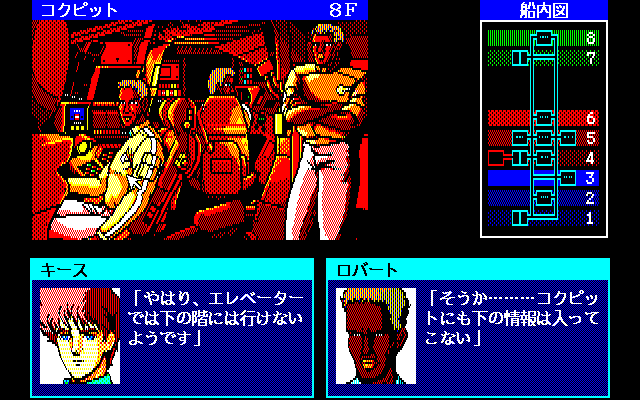 コクピット 8F
船内図
8
7
6
5
4
3
2
1
キース
「やはり、エレベーター
では下の階には行けない
ようです」
ロバート
「そうか………コクピッ
トにも下の情報は入って
こない」